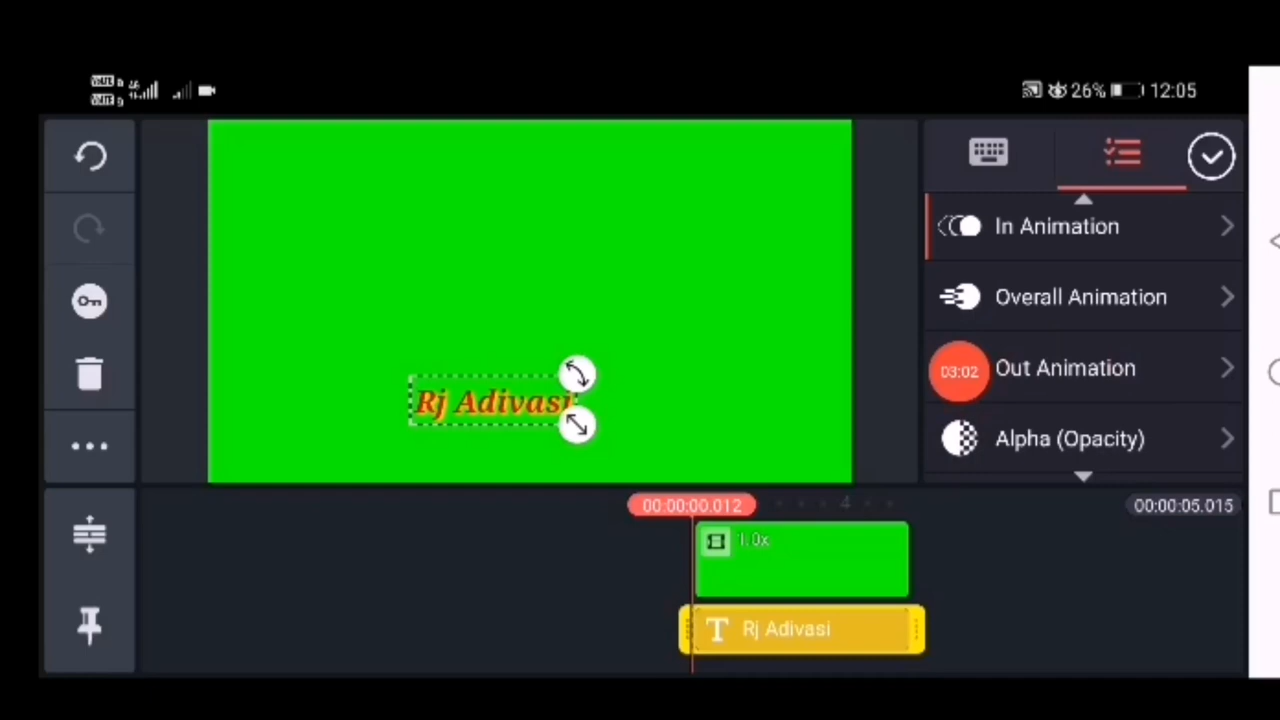 26% 12:05
In Animation
Overall Animation
03:02
Out Animation
Alpha (Opacity)
Rj Adivasi
00:00:00.012
4
00:00:05.015
1.0x
T Rj Adivasi